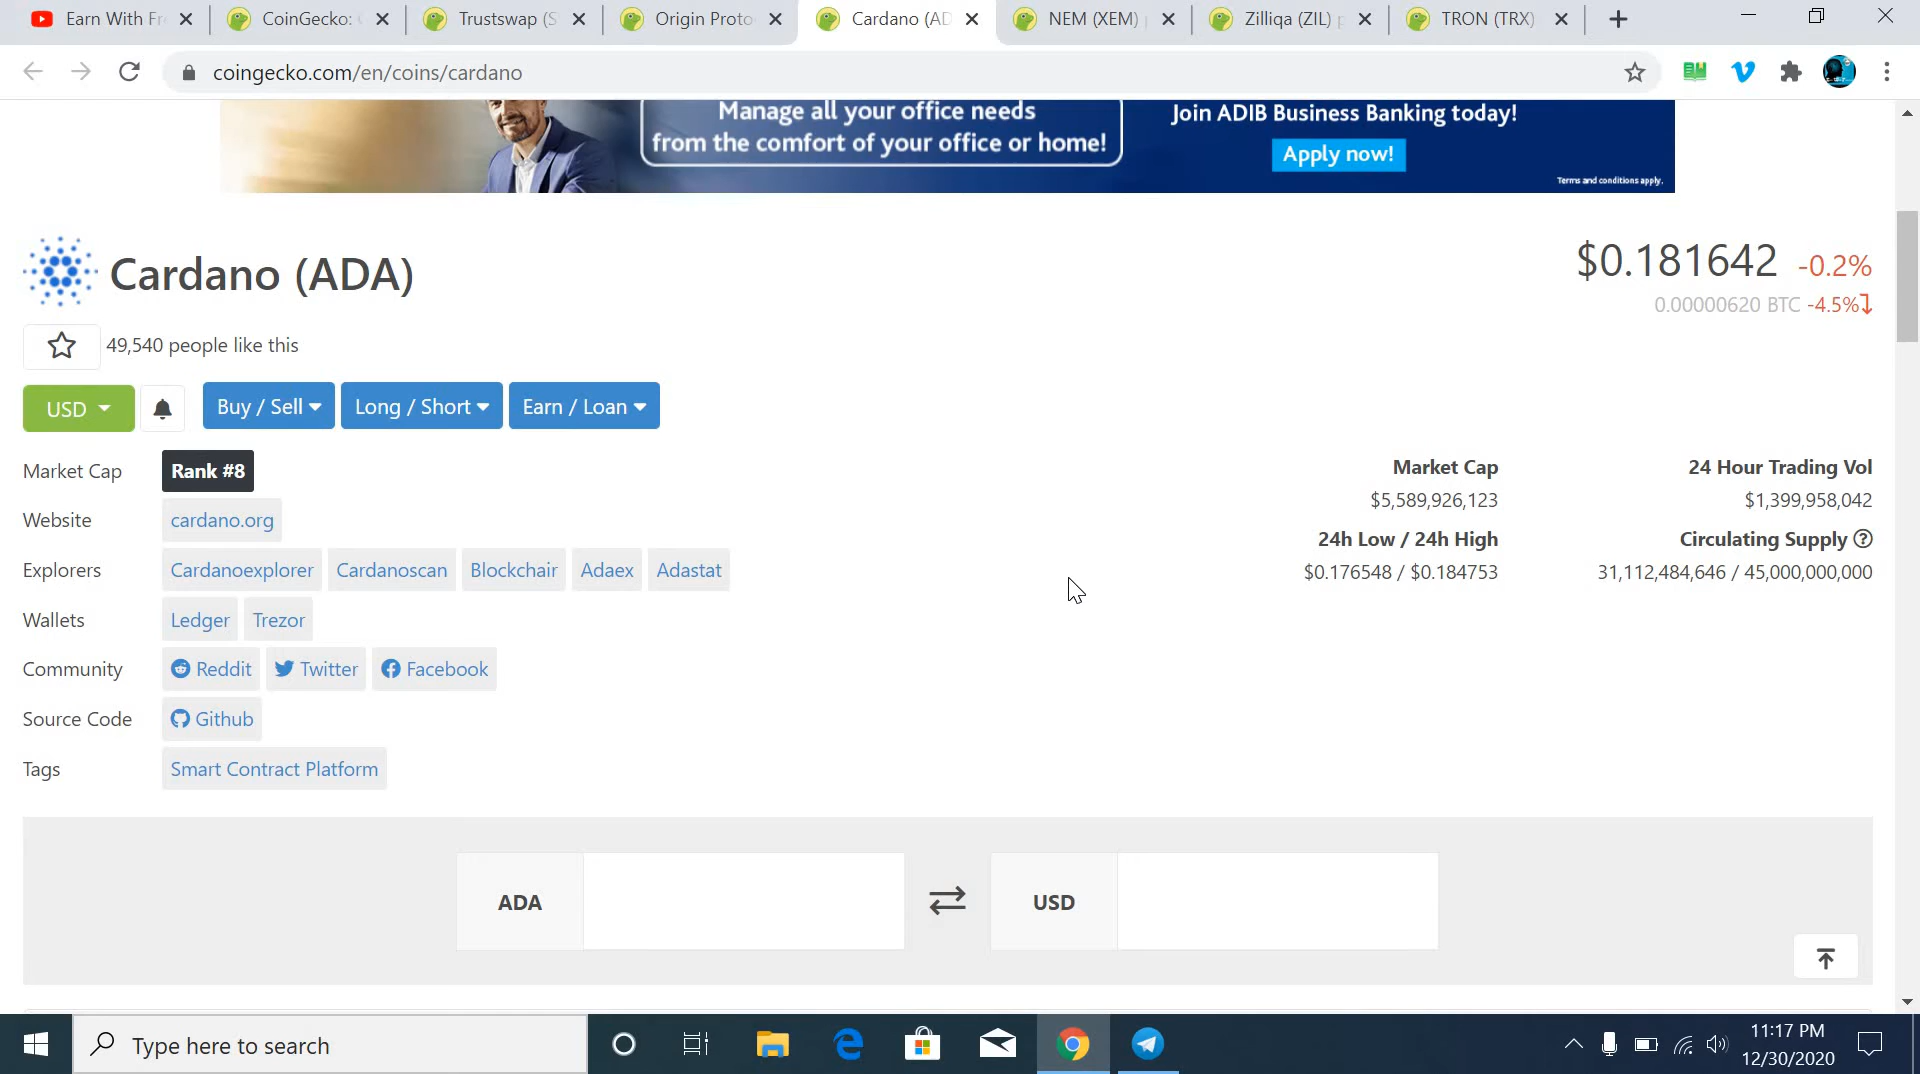 Earn With Fr
CoinGecko:
Trustswap (S
Origin Proto
Cardano (AD
NEM (XEM) p
Zilliqa (ZIL) p
TRON (TRX)
coingecko.com/en/coins/cardano
Manage all your office needs
from the comfort of your office or home!
Join ADIB Business Banking today!
Apply now!
Terms and conditions apply.
Cardano (ADA)
$0.181642 -0.2%
0.00000620 BTC -4.5%
49,540 people like this
USD
Buy / Sell
Long / Short
Earn / Loan
Market Cap Rank #8
Website cardano.org
Explorers Cardanoexplorer Cardanoscan Blockchair Adaex Adastat
Wallets Ledger Trezor
Community Reddit Twitter Facebook
Source Code Github
Tags Smart Contract Platform
Market Cap 24 Hour Trading Vol
$5,589,926,123 $1,399,958,042
24h Low / 24h High Circulating Supply ?
$0.176548 / $0.184753 31,112,484,646 / 45,000,000,000
ADA USD
Type here to search
11:17 PM
12/30/2020